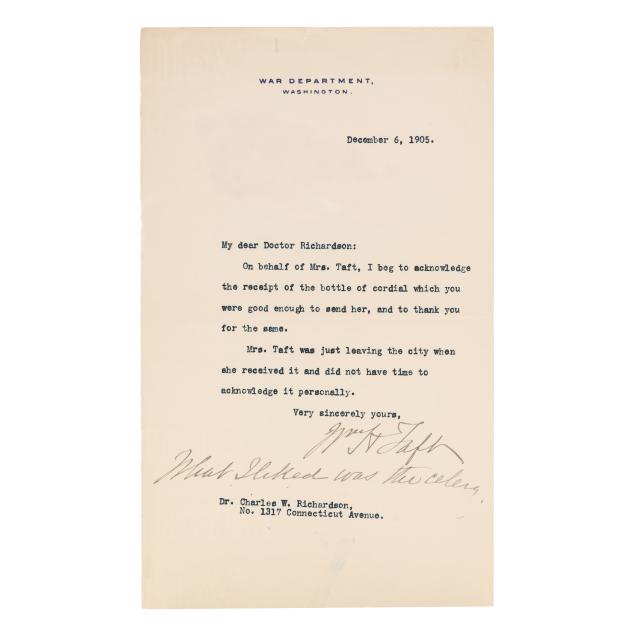 WAR DEPARTMENT,
WASHINGTON.
December 6, 1905.
My dear Doctor Richardson:
On behalf of Mrs. Taft, I beg to acknowledge
the receipt of the bottle of cordial which you
were good enough to send her, and to thank you
for the same.
Mrs. Taft was just leaving the city when
she received it and did not have time to
acknowledge it personally.
Very sincerely yours,
Wm H Taft
What I liked was the celery.
Dr. Charles W. Richardson,
No. 1317 Connecticut Avenue.